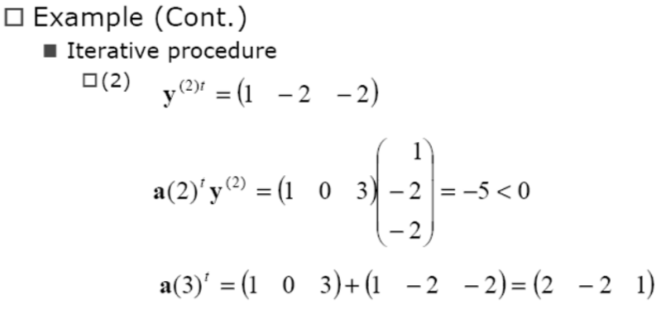 □ Example (Cont.)
■ Iterative procedure
□(2) y⁽²⁾ᵗ = (1 −2 −2)
a(2)ᵗ y⁽²⁾ = (1 0 3) (1 −2 −2) = −5 < 0
a(3)ᵗ = (1 0 3)+(1 −2 −2)= (2 −2 1)